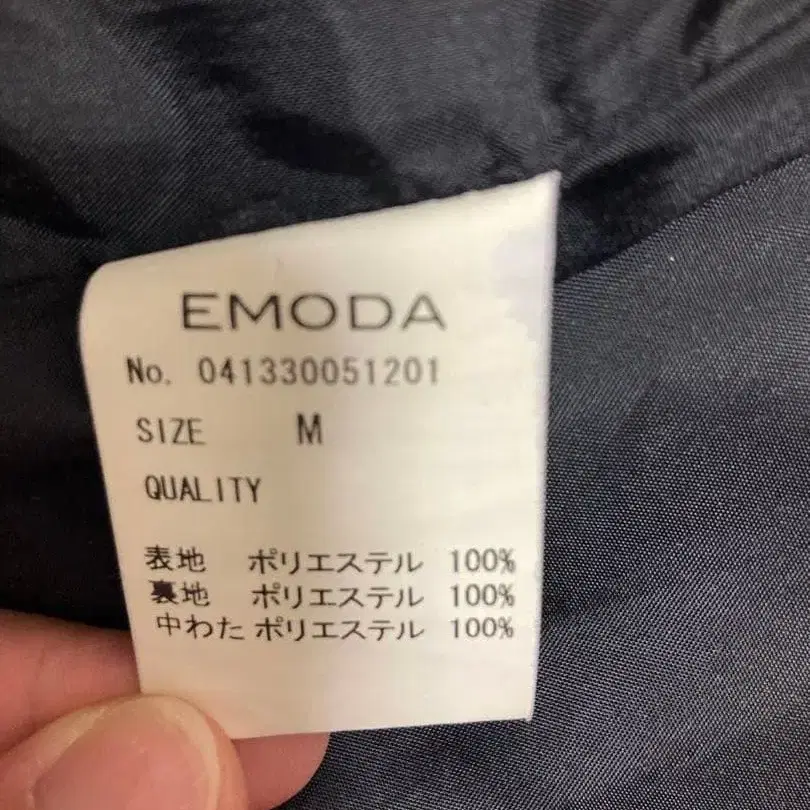 EMODA
No. 041330051201
SIZE M
QUALITY
表地 ポリエステル 100%
裏地 ポリエステル 100%
中わた ポリエステル 100%